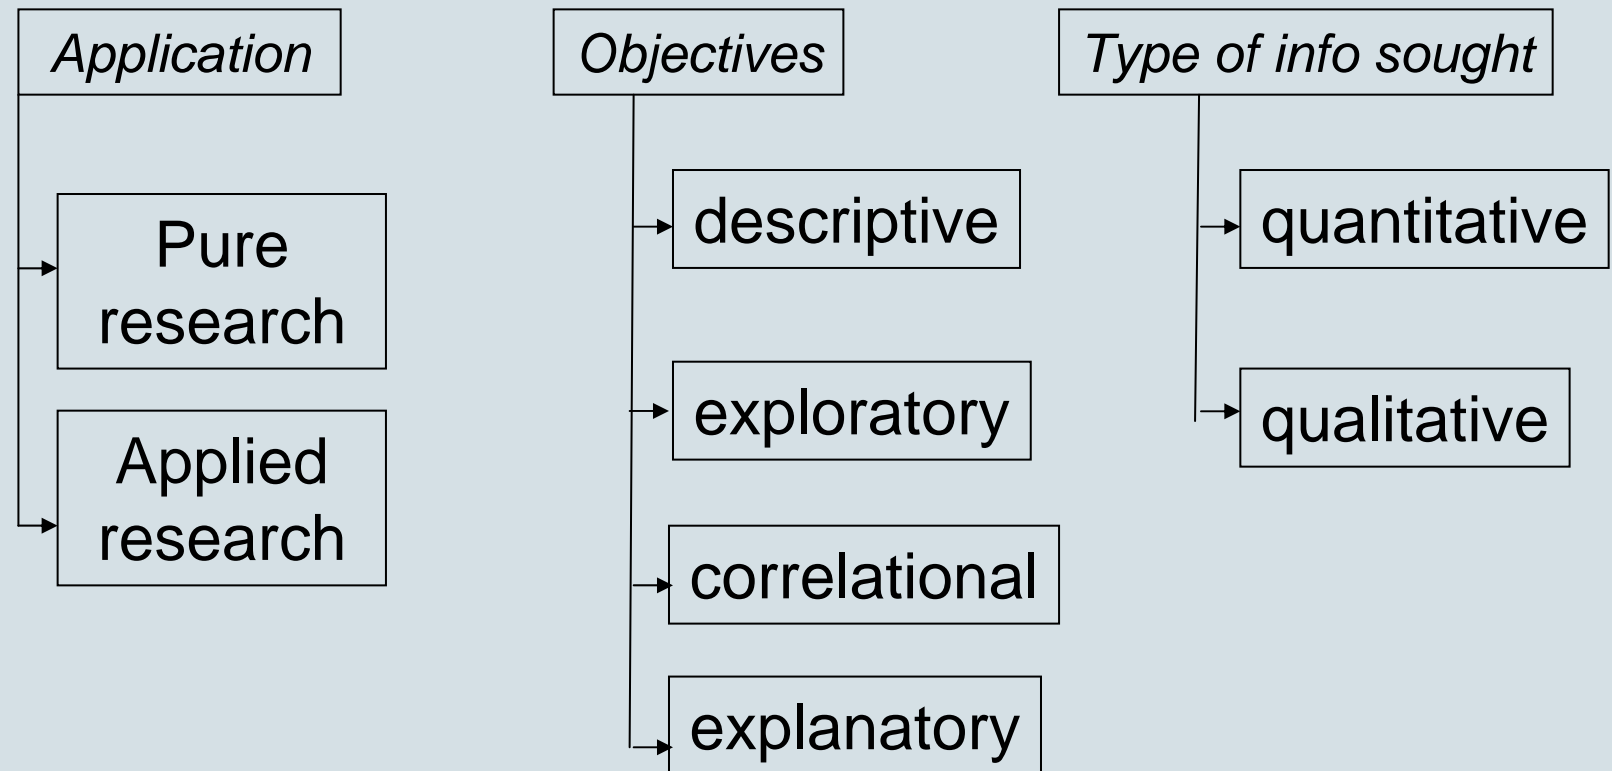 Application
Pure
research
Applied
research
Objectives
descriptive
exploratory
correlational
explanatory
Type of info sought
quantitative
qualitative